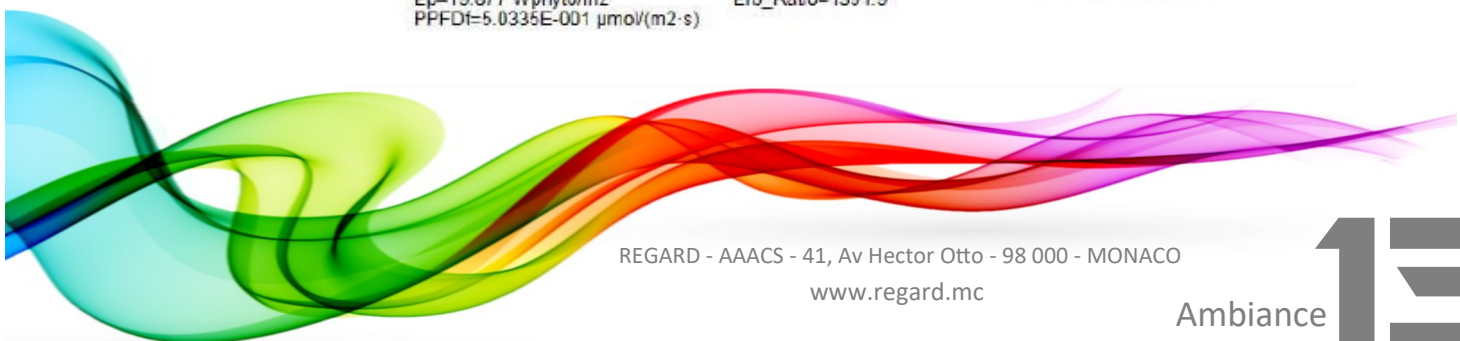 PPFDf=5.0335E-001 µmol/(m2·s)
REGARD - AAACS - 41, Av Hector Otto - 98 000 - MONACO
www.regard.mc
Ambiance